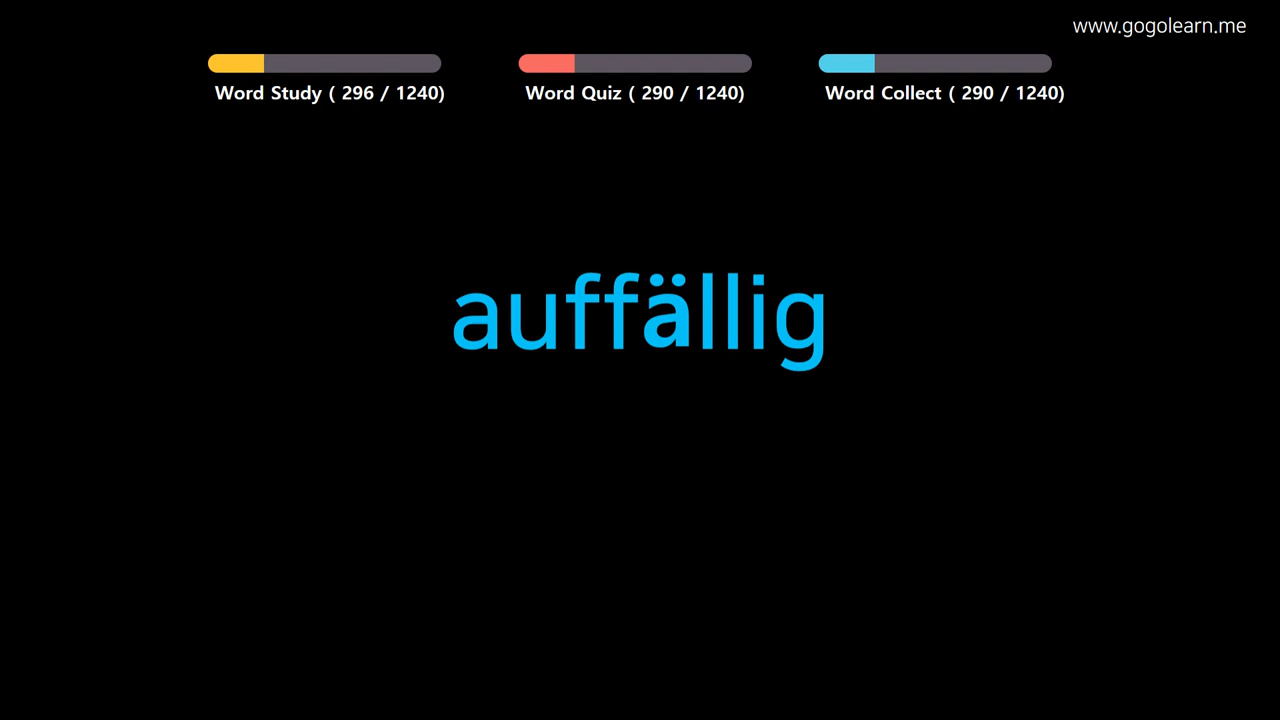 www.gogolearn.me
Word Study ( 296 / 1240)
Word Quiz ( 290 / 1240)
Word Collect ( 290 / 1240)
auffällig